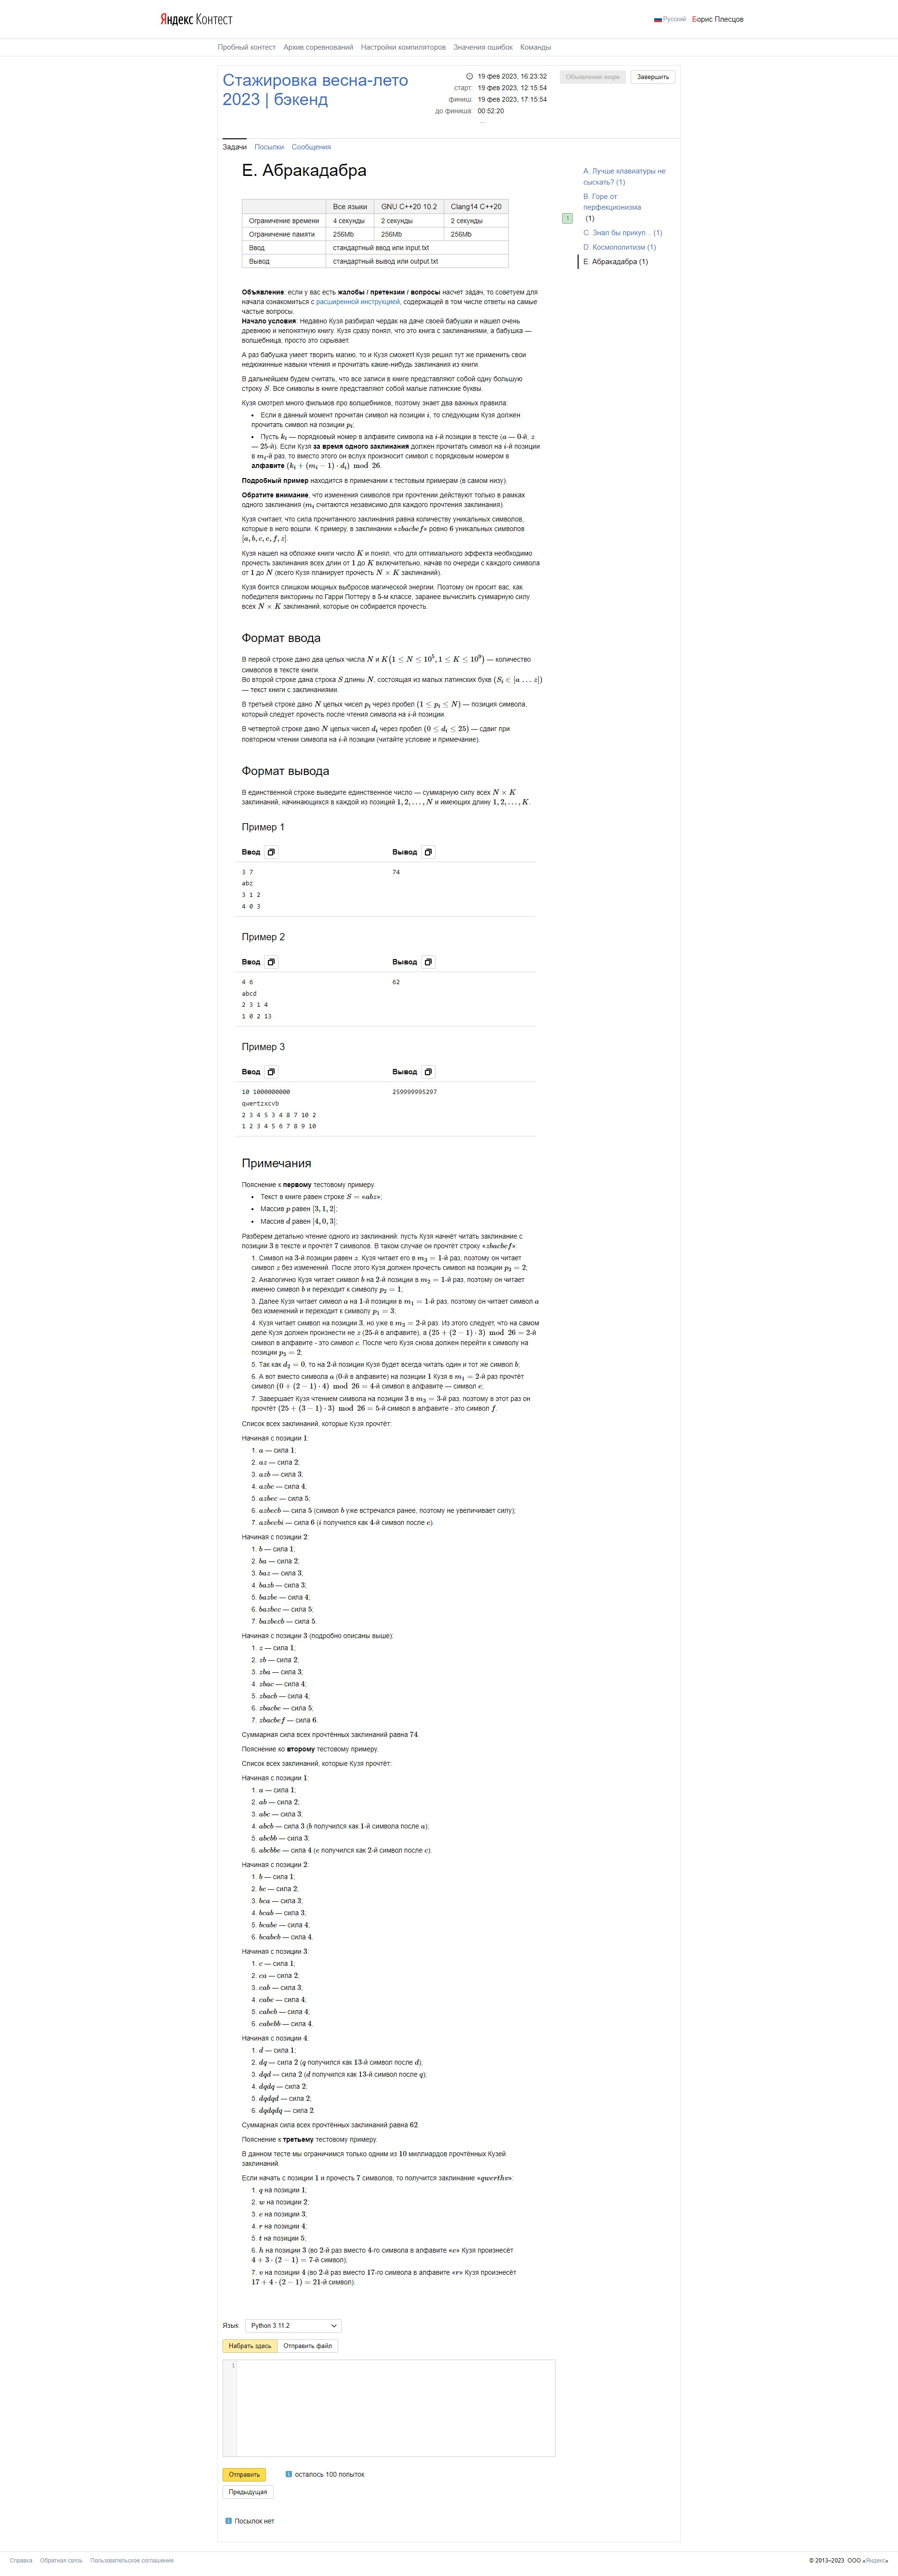 Яндекс Контест
Русский
Борис Плесцов
Пробный контест Архив соревнований Настройки компиляторов Значения ошибок Команды
Стажировка весна-лето
2023 | бэкенд
19 фев 2023, 16:23:32
старт: 19 фев 2023, 12:15:54
финиш: 19 фев 2023, 17:15:54
до финиша: 00:52:20
...
Объявления жюри
Завершить
Задачи Посылки Сообщения
E. Абракадабра
Все языки GNU C++20 10.2 Clang14 C++20
Ограничение времени 4 секунды 2 секунды 2 секунды
Ограничение памяти 256Mb 256Mb 256Mb
Ввод стандартный ввод или input.txt
Вывод стандартный вывод или output.txt
A. Лучше клавиатуры не
сыскать? (1)
B. Горе от
перфекционизма
1 (1)
C. Знал бы прикуп... (1)
D. Космополитизм (1)
E. Абракадабра (1)
Объявление: если у вас есть жалобы / претензии / вопросы насчет задач, то советуем для
начала ознакомиться с расширенной инструкцией, содержащей в том числе ответы на самые
частые вопросы.
Начало условия: Недавно Кузя разбирал чердак на даче своей бабушки и нашел очень
древнюю и непонятную книгу. Кузя сразу понял, что это книга с заклинаниями, а бабушка —
волшебница, просто это скрывает.
А раз бабушка умеет творить магию, то и Кузя сможет! Кузя решил тут же применить свои
недюжинные навыки чтения и прочитать какие-нибудь заклинания из книги.
В дальнейшем будем считать, что все записи в книге представляют собой одну большую
строку S. Все символы в книге представляют собой малые латинские буквы.
Кузя смотрел много фильмов про волшебников, поэтому знает два важных правила:
• Если в данный момент прочитан символ на позиции i, то следующим Кузя должен
прочитать символ на позиции p_i;
• Пусть k_i — порядковый номер в алфавите символа на i-й позиции в тексте (a — 0-й, z
— 25-й). Если Кузя за время одного заклинания должен прочитать символ на i-й позиции
в m_i-й раз, то вместо этого он вслух произносит символ с порядковым номером в
алфавите (k_i + (m_i − 1) · d_i) mod 26.
Подробный пример находится в примечании к тестовым примерам (в самом низу).
Обратите внимание, что изменения символов при прочтении действуют только в рамках
одного заклинания (m_i считаются независимо для каждого прочтения заклинания).
Кузя считает, что сила прочитанного заклинания равна количеству уникальных символов,
которые в него вошли. К примеру, в заклинании «zbacbef» ровно 6 уникальных символов
[a, b, c, e, f, z].
Кузя нашел на обложке книги число K и понял, что для оптимального эффекта необходимо
прочесть заклинания всех длин от 1 до K включительно, начав по очереди с каждого символа
от 1 до N (всего Кузя планирует прочесть N × K заклинаний).
Кузя боится слишком мощных выбросов магической энергии. Поэтому он просит вас, как
победителя викторины по Гарри Поттеру в 5-м классе, заранее вычислить суммарную силу
всех N × K заклинаний, которые он собирается прочесть.
Формат ввода
В первой строке дано два целых числа N и K(1 ≤ N ≤ 10^5, 1 ≤ K ≤ 10^9) — количество
символов в тексте книги.
Во второй строке дана строка S длины N, состоящая из малых латинских букв (S_i ∈ [a … z])
— текст книги с заклинаниями.
В третьей строке дано N целых чисел p_i через пробел (1 ≤ p_i ≤ N) — позиция символа,
который следует прочесть после чтения символа на i-й позиции.
В четвертой строке дано N целых чисел d_i через пробел (0 ≤ d_i ≤ 25) — сдвиг при
повторном чтении символа на i-й позиции (читайте условие и примечание).
Формат вывода
В единственной строке выведите единственное число — суммарную силу всех N × K
заклинаний, начинающихся в каждой из позиций 1, 2, … , N и имеющих длину 1, 2, … , K.
Пример 1
Ввод Вывод
3 7 74
abz
3 1 2
4 0 3
Пример 2
Ввод Вывод
4 6 62
abcd
2 3 1 4
1 0 2 13
Пример 3
Ввод Вывод
10 1000000000 259999995297
qwertzxcvb
2 3 4 5 3 4 8 7 10 2
1 2 3 4 5 6 7 8 9 10
Примечания
Пояснение к первому тестовому примеру.
• Текст в книге равен строке S = «abz»;
• Массив p равен [3, 1, 2];
• Массив d равен [4, 0, 3];
Разберем детально чтение одного из заклинаний: пусть Кузя начнёт читать заклинание с
позиции 3 в тексте и прочтёт 7 символов. В таком случае он прочтёт строку «zbacbef»:
1. Символ на 3-й позиции равен z. Кузя читает его в m_3 = 1-й раз, поэтому он читает
символ z без изменений. После этого Кузя должен прочесть символ на позиции p_3 = 2;
2. Аналогично Кузя читает символ b на 2-й позиции в m_2 = 1-й раз, поэтому он читает
именно символ b и переходит к символу p_2 = 1;
3. Далее Кузя читает символ a на 1-й позиции в m_1 = 1-й раз, поэтому он читает символ a
без изменений и переходит к символу p_1 = 3;
4. Кузя читает символ на позиции 3, но уже в m_3 = 2-й раз. Из этого следует, что на самом
деле Кузя должен произнести не z (25-й в алфавите), а (25 + (2 − 1) · 3) mod 26 = 2-й
символ в алфавите - это символ c. После чего Кузя снова должен перейти к символу на
позиции p_3 = 2;
5. Так как d_2 = 0, то на 2-й позиции Кузя будет всегда читать один и тот же символ b;
6. А вот вместо символа a (0-й в алфавите) на позиции 1 Кузя в m_1 = 2-й раз прочтёт
символ (0 + (2 − 1) · 4) mod 26 = 4-й символ в алфавите — символ e;
7. Завершает Кузя чтением символа на позиции 3 в m_3 = 3-й раз, поэтому в этот раз он
прочтёт (25 + (3 − 1) · 3) mod 26 = 5-й символ в алфавите - это символ f.
Список всех заклинаний, которые Кузя прочтёт:
Начиная с позиции 1:
1. a — сила 1;
2. az — сила 2;
3. azb — сила 3;
4. azbe — сила 4;
5. azbec — сила 5;
6. azbecb — сила 5 (символ b уже встречался ранее, поэтому не увеличивает силу);
7. azbecbi — сила 6 (i получился как 4-й символ после e).
Начиная с позиции 2:
1. b — сила 1;
2. ba — сила 2;
3. baz — сила 3;
4. bazb — сила 3;
5. bazbe — сила 4;
6. bazbec — сила 5;
7. bazbecb — сила 5.
Начиная с позиции 3 (подробно описаны выше):
1. z — сила 1;
2. zb — сила 2;
3. zba — сила 3;
4. zbac — сила 4;
5. zbacb — сила 4;
6. zbacbe — сила 5;
7. zbacbef — сила 6.
Суммарная сила всех прочтённых заклинаний равна 74.
Пояснение ко второму тестовому примеру.
Список всех заклинаний, которые Кузя прочтёт:
Начиная с позиции 1:
1. a — сила 1;
2. ab — сила 2;
3. abc — сила 3;
4. abcb — сила 3 (b получился как 1-й символа после a);
5. abcbb — сила 3;
6. abcbbe — сила 4 (e получился как 2-й символ после c).
Начиная с позиции 2:
1. b — сила 1;
2. bc — сила 2;
3. bca — сила 3;
4. bcab — сила 3;
5. bcabe — сила 4;
6. bcabeb — сила 4.
Начиная с позиции 3:
1. c — сила 1;
2. ca — сила 2;
3. cab — сила 3;
4. cabe — сила 4;
5. cabeb — сила 4;
6. cabebb — сила 4.
Начиная с позиции 4:
1. d — сила 1;
2. dq — сила 2 (q получился как 13-й символ после d);
3. dqd — сила 2 (d получился как 13-й символ после q);
4. dqdq — сила 2;
5. dqdqd — сила 2;
6. dqdqdq — сила 2.
Суммарная сила всех прочтённых заклинаний равна 62
Пояснение к третьему тестовому примеру.
В данном тесте мы ограничимся только одним из 10 миллиардов прочтённых Кузей
заклинаний.
Если начать с позиции 1 и прочесть 7 символов, то получится заклинание «qwerthv»:
1. q на позиции 1;
2. w на позиции 2;
3. e на позиции 3;
4. r на позиции 4;
5. t на позиции 5;
6. h на позиции 3 (во 2-й раз вместо 4-го символа в алфавите «e» Кузя произнесёт
4 + 3 · (2 − 1) = 7-й символ);
7. v на позиции 4 (во 2-й раз вместо 17-го символа в алфавите «r» Кузя произнесёт
17 + 4 · (2 − 1) = 21-й символ).
Язык Python 3.11.2
Набрать здесь Отправить файл
1
Отправить осталось 100 попыток
Предыдущая
Посылок нет
Справка Обратная связь Пользовательское соглашение
© 2013–2023 ООО «Яндекс»